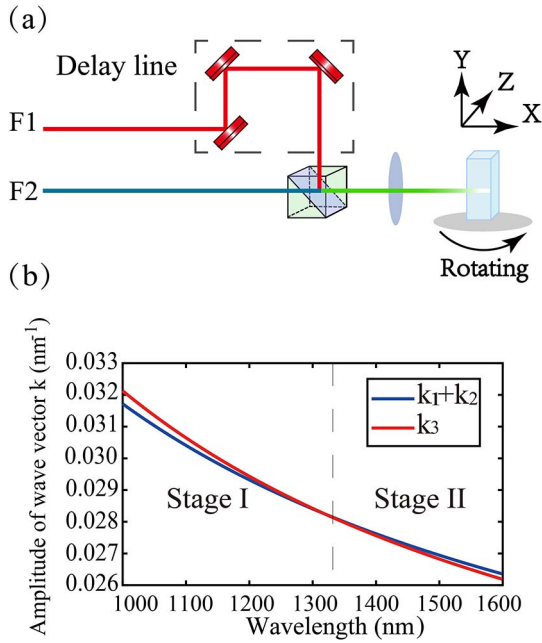 (a)
Delay line
F1
F2
Y
Z
X
Rotating
(b)
Amplitude of wave vector k (nm⁻¹)
0.033
0.032
0.031
0.030
0.029
0.028
0.027
0.026
k₁+k₂
k₃
Stage I
Stage II
1000 1100 1200 1300 1400 1500 1600
Wavelength (nm)